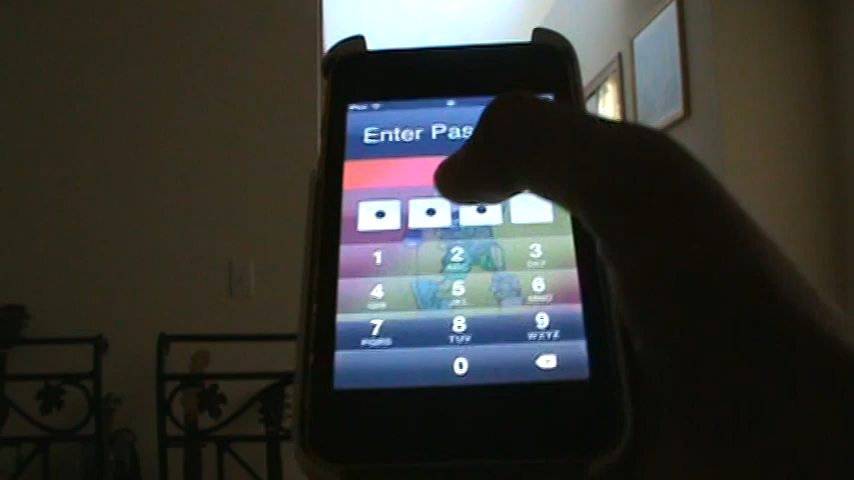 iPod
Enter Pas
1
2
ABC
3
DEF
4
GHI
5
JKL
6
MNO
7
PQRS
8
TUV
9
WXYZ
0